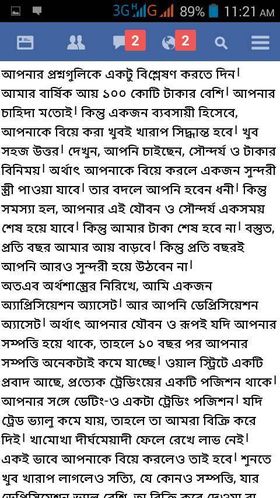 3G H G 89% 11:21 AM
2 2
আপনার প্রশ্নগুলিকে একটু বিশ্লেষণ করতে দিন।
আমার বার্ষিক আয় ১০০ কোটি টাকার বেশি। আপনার
চাহিদা মতোই। কিন্তু একজন ব্যবসায়ী হিসেবে,
আপনাকে বিয়ে করা খুবই খারাপ সিদ্ধান্ত হবে। খুব
সহজ উত্তর। দেখুন, আপনি চাইছেন, সৌন্দর্য ও টাকার
বিনিময়। অর্থাৎ আপনাকে বিয়ে করলে একজন সুন্দরী
স্ত্রী পাওয়া যাবে। তার বদলে আপনি হবেন ধনী। কিন্তু
সমস্যা হল, আপনার এই যৌবন ও সৌন্দর্য একসময়
শেষ হয়ে যাবে। কিন্তু আমার টাকা শেষ হবে না। বস্তুত,
প্রতি বছর আমার আয় বাড়বে। কিন্তু প্রতি বছরই
আপনি আরও সুন্দরী হয়ে উঠবেন না।
অতএব অর্থশাস্ত্রের নিরিখে, আমি একজন
অ্যাপ্রিসিয়েশন অ্যাসেট। আর আপনি ডেপ্রিসিয়েশন
অ্যাসেট। অর্থাৎ আপনার যৌবন ও রূপই যদি আপনার
সম্পত্তি হয়ে থাকে, তাহলে ১০ বছর পর আপনার
সম্পত্তি অনেকটাই কমে যাচ্ছে। ওয়াল স্ট্রিটে একটি
প্রবাদ আছে, প্রত্যেক ট্রেডিংয়ের একটি পজিশন থাকে।
আপনার সঙ্গে ডেটিং-ও একটা ট্রেডিং পজিশন। যদি
ট্রেড ভ্যালু কমে যায়, তাহলে তা আমরা বিক্রি করে
দিই। খামোখা দীর্ঘমেয়াদী ফেলে রেখে লাভ নেই।
একই ভাবে আপনাকে বিয়ে করলেও তাই হবে। শুনতে
খুব খারাপ লাগলেও সত্যি, যে কোনও সম্পত্তি, যার
ডেপ্রিসিয়েশন ভ্যালু বেশি, তা বিক্রি করে দেওয়া বা